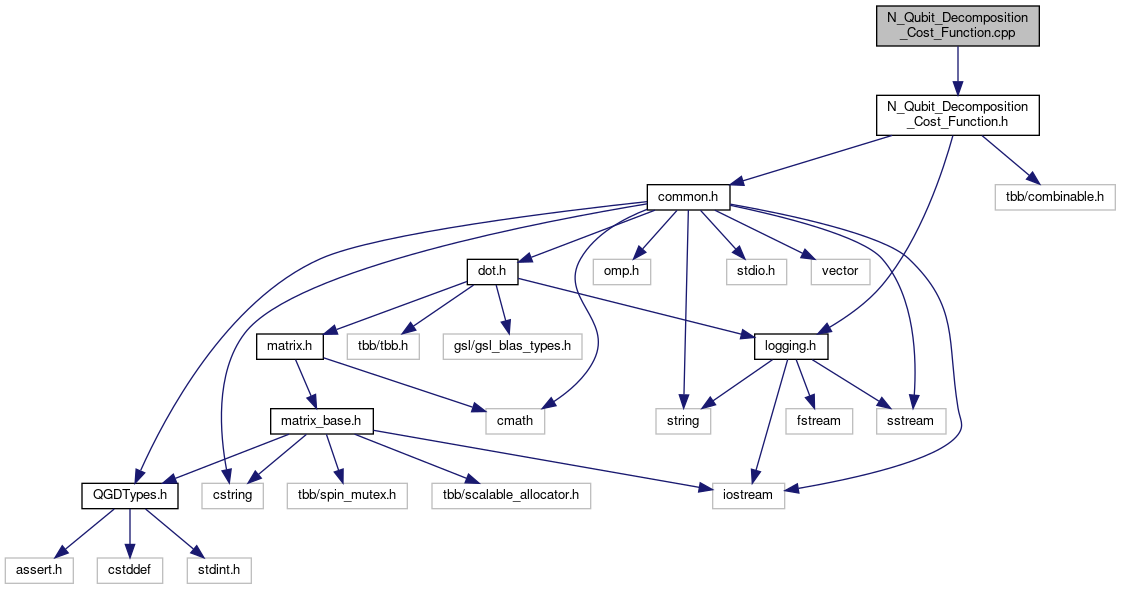 N_Qubit_Decomposition
_Cost_Function.cpp
N_Qubit_Decomposition
_Cost_Function.h
common.h
tbb/combinable.h
dot.h
omp.h
stdio.h
vector
matrix.h
tbb/tbb.h
gsl/gsl_blas_types.h
logging.h
matrix_base.h
cmath
string
fstream
sstream
QGDTypes.h
cstring
tbb/spin_mutex.h
tbb/scalable_allocator.h
iostream
assert.h
cstddef
stdint.h